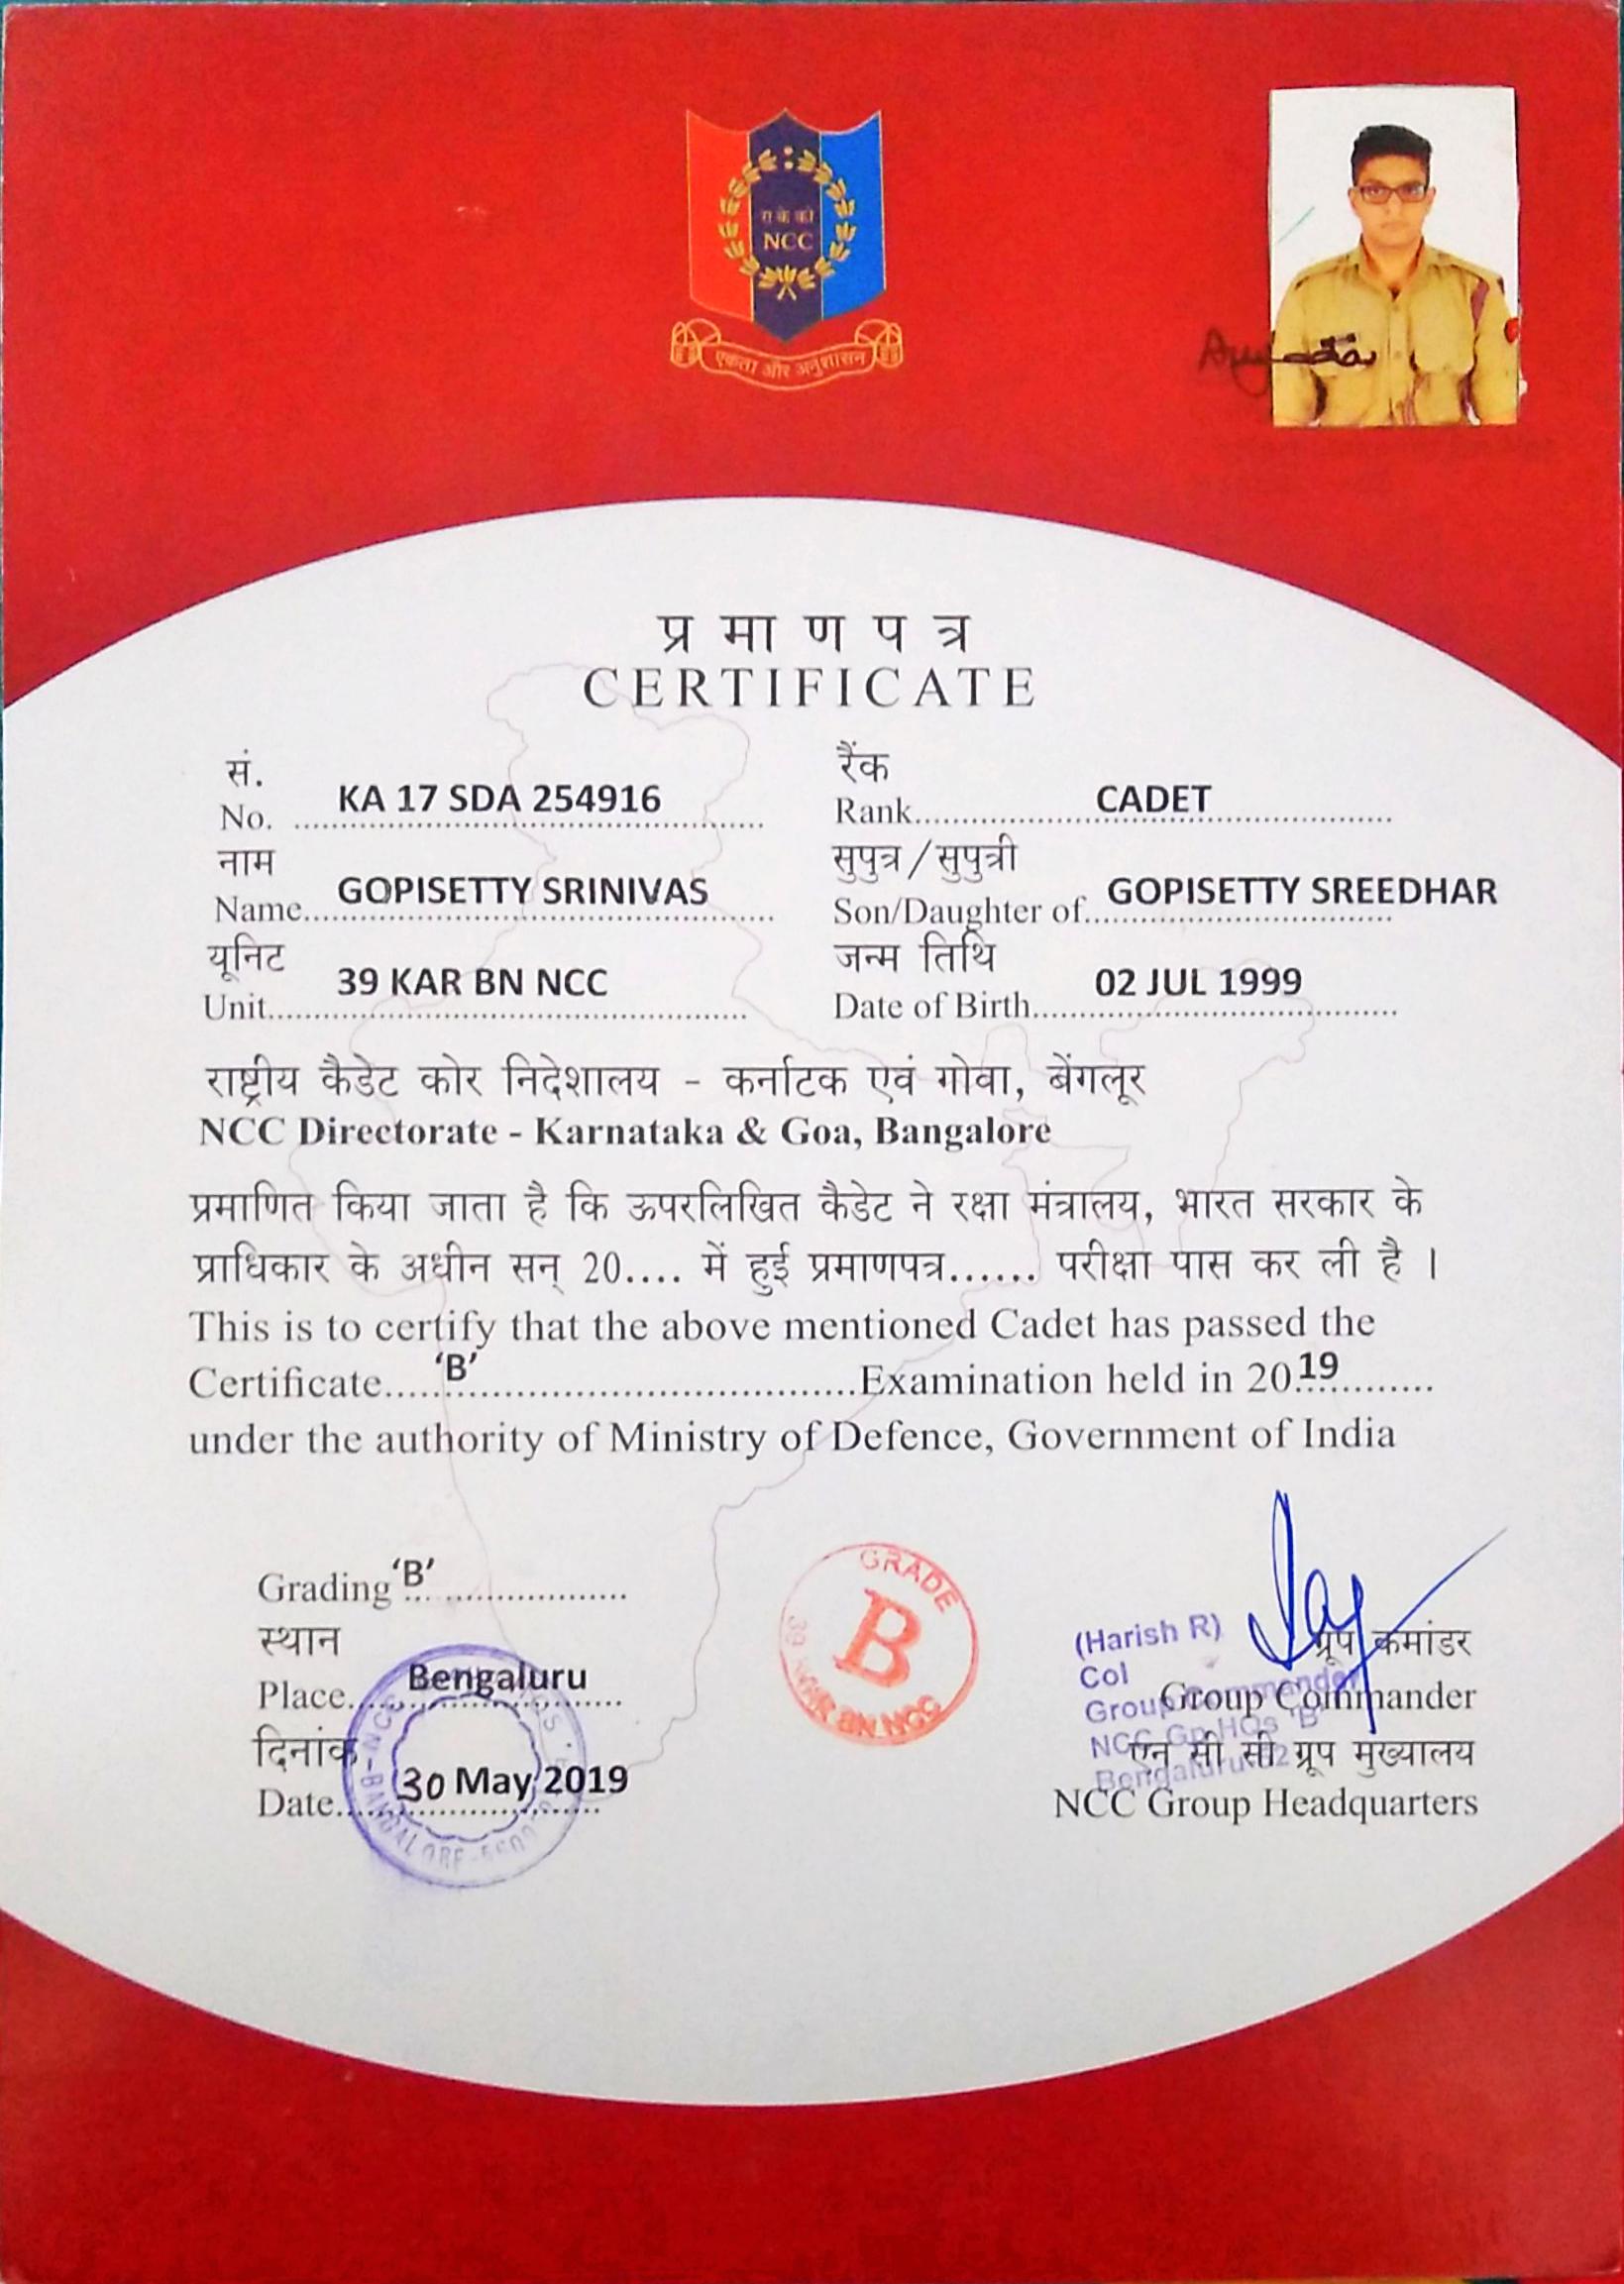 रा के को
NCC
एकता और अनुशासन
प्रमाणपत्र
CERTIFICATE
सं.
No. KA 17 SDA 254916
रैंक
Rank CADET
नाम
Name GOPISETTY SRINIVAS
सुपुत्र/सुपुत्री
Son/Daughter of GOPISETTY SREEDHAR
यूनिट
Unit 39 KAR BN NCC
जन्म तिथि
Date of Birth 02 JUL 1999
राष्ट्रीय कैडेट कोर निदेशालय - कर्नाटक एवं गोवा, बेंगलूर
NCC Directorate - Karnataka & Goa, Bangalore
प्रमाणित किया जाता है कि ऊपरलिखित कैडेट ने रक्षा मंत्रालय, भारत सरकार के
प्राधिकार के अधीन सन् 20.... में हुई प्रमाणपत्र...... परीक्षा पास कर ली है ।
This is to certify that the above mentioned Cadet has passed the
Certificate 'B' Examination held in 2019
under the authority of Ministry of Defence, Government of India
Grading 'B'
स्थान
Place Bengaluru
दिनांक
Date 30 May 2019
GRADE
B
39 KAR BN NCC
(Harish R)
Col
Group Commander
NCC Gp HQs 'B'
Bengaluru
ग्रुप कमांडर
Group Commander
एन सी सी ग्रुप मुख्यालय
NCC Group Headquarters